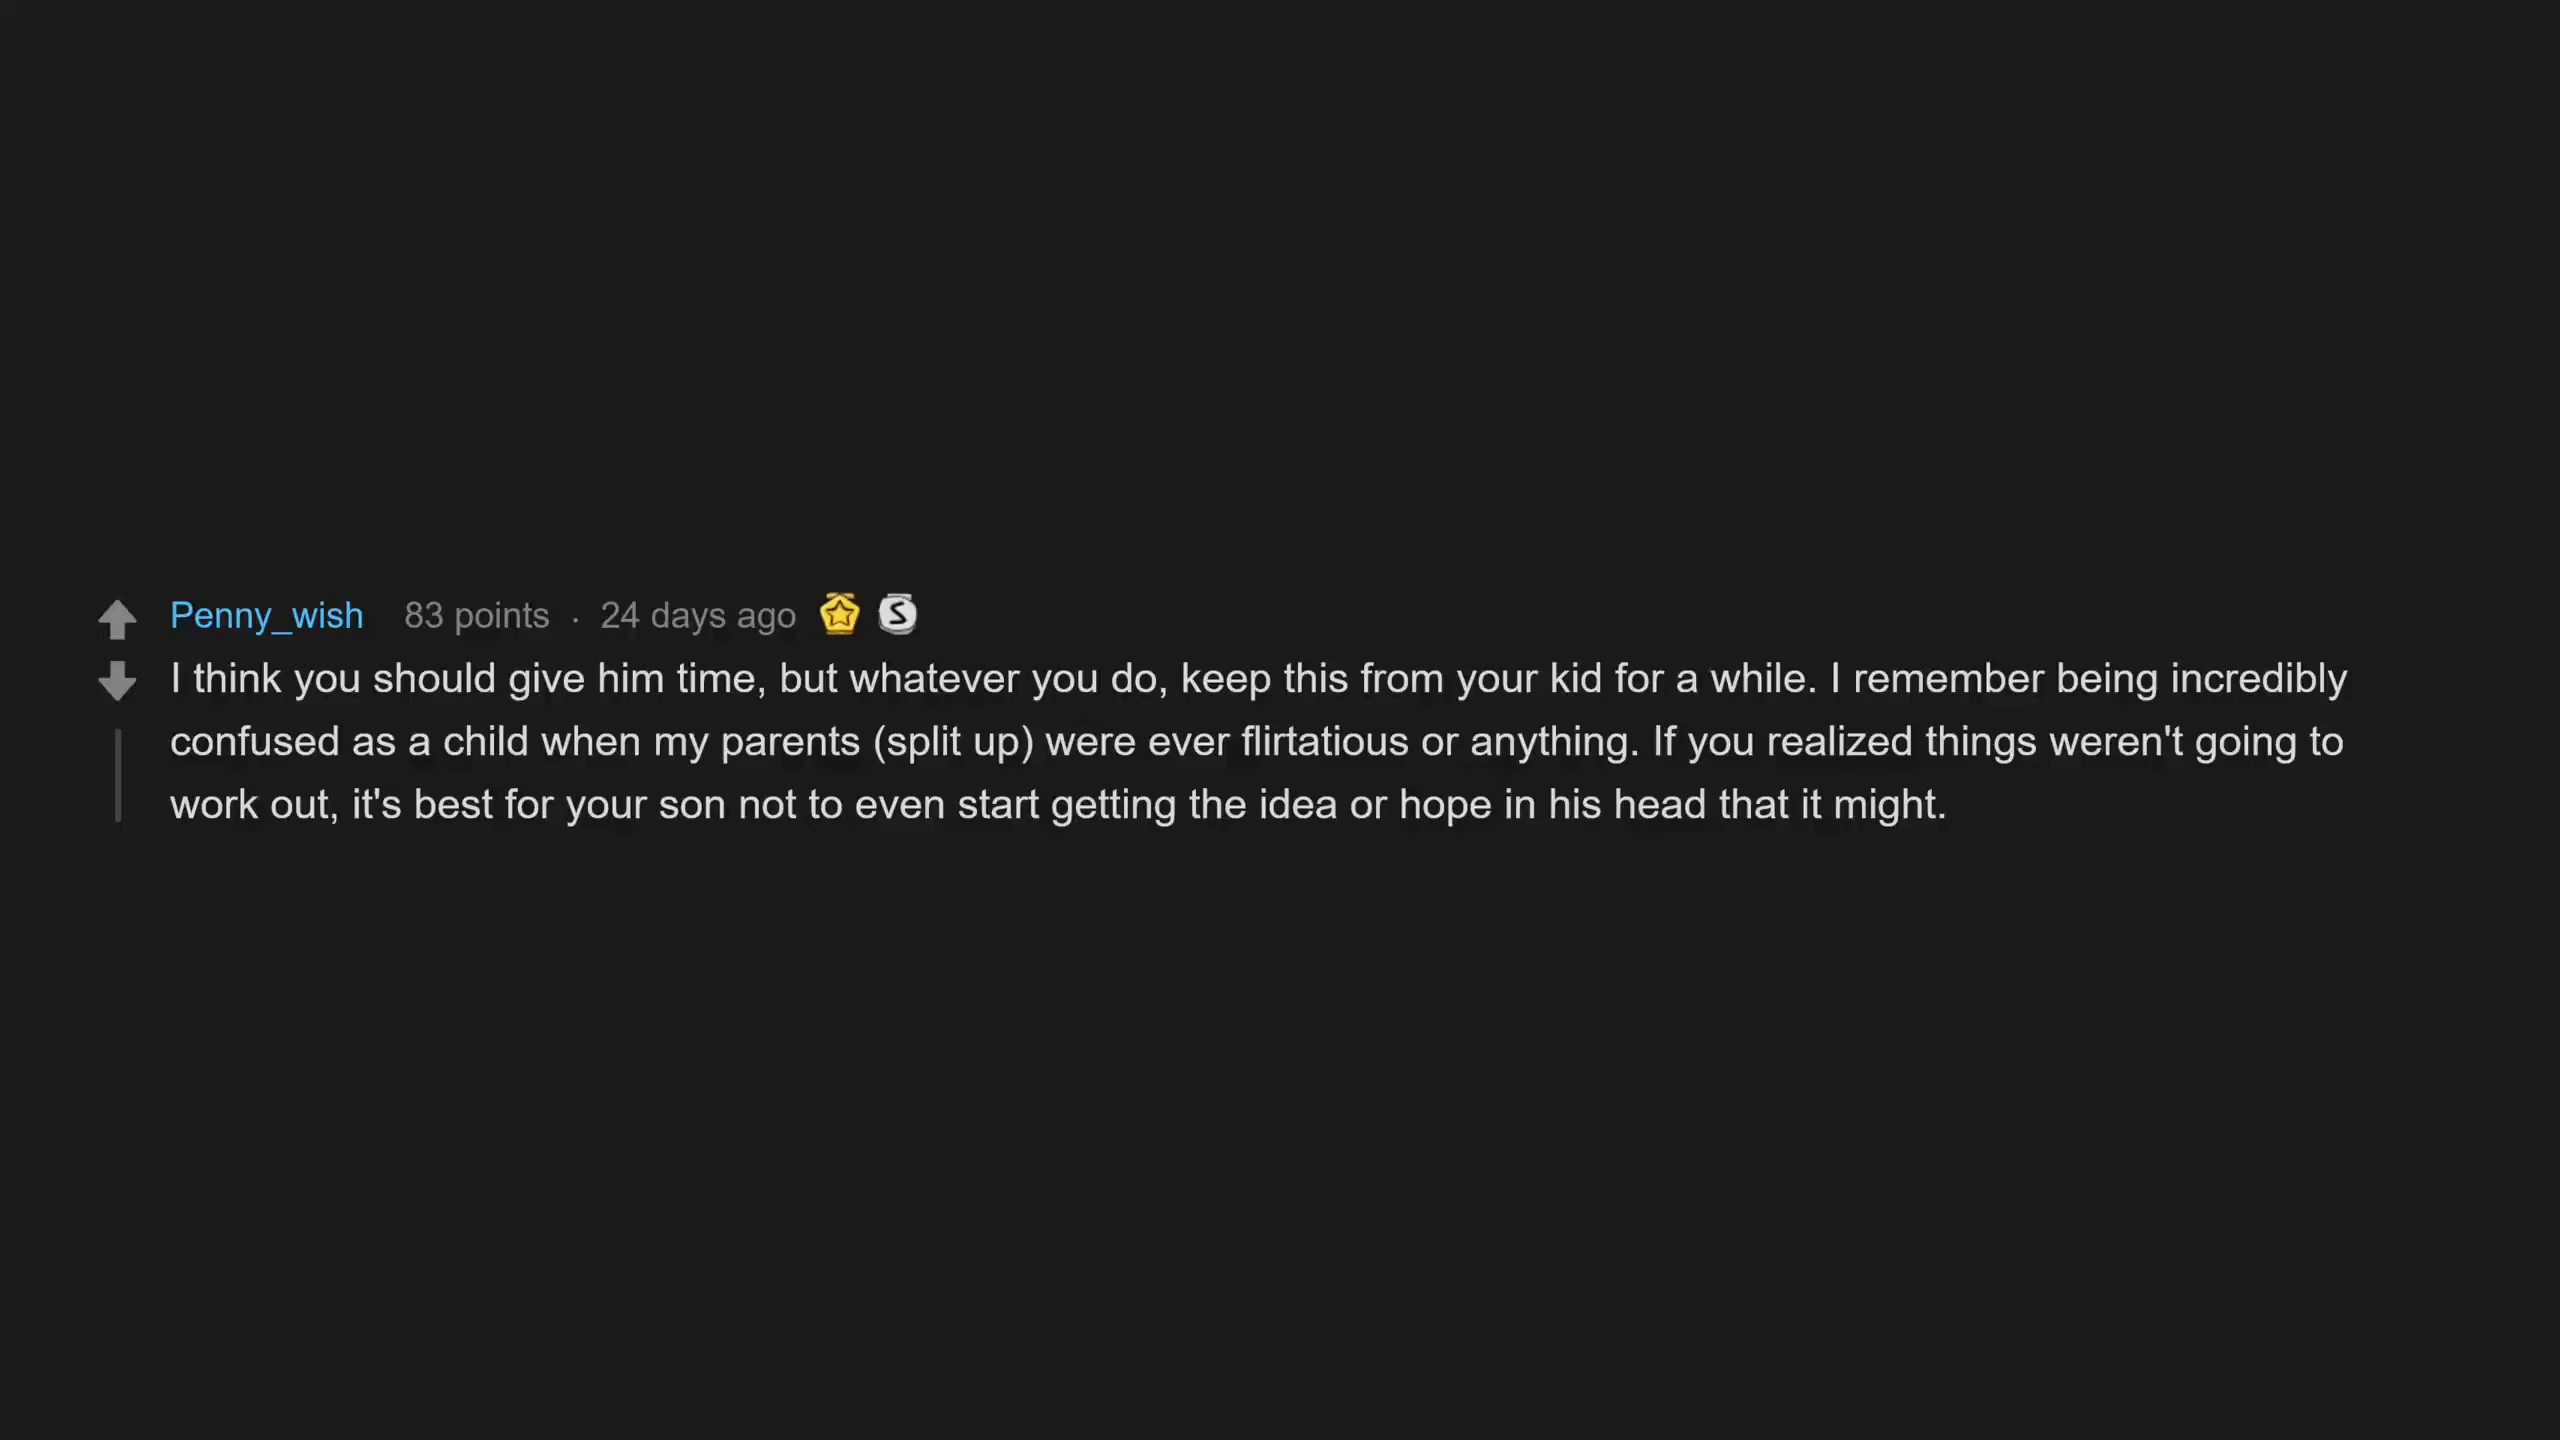 Penny_wish 83 points · 24 days ago S
I think you should give him time, but whatever you do, keep this from your kid for a while. I remember being incredibly
confused as a child when my parents (split up) were ever flirtatious or anything. If you realized things weren't going to
work out, it's best for your son not to even start getting the idea or hope in his head that it might.